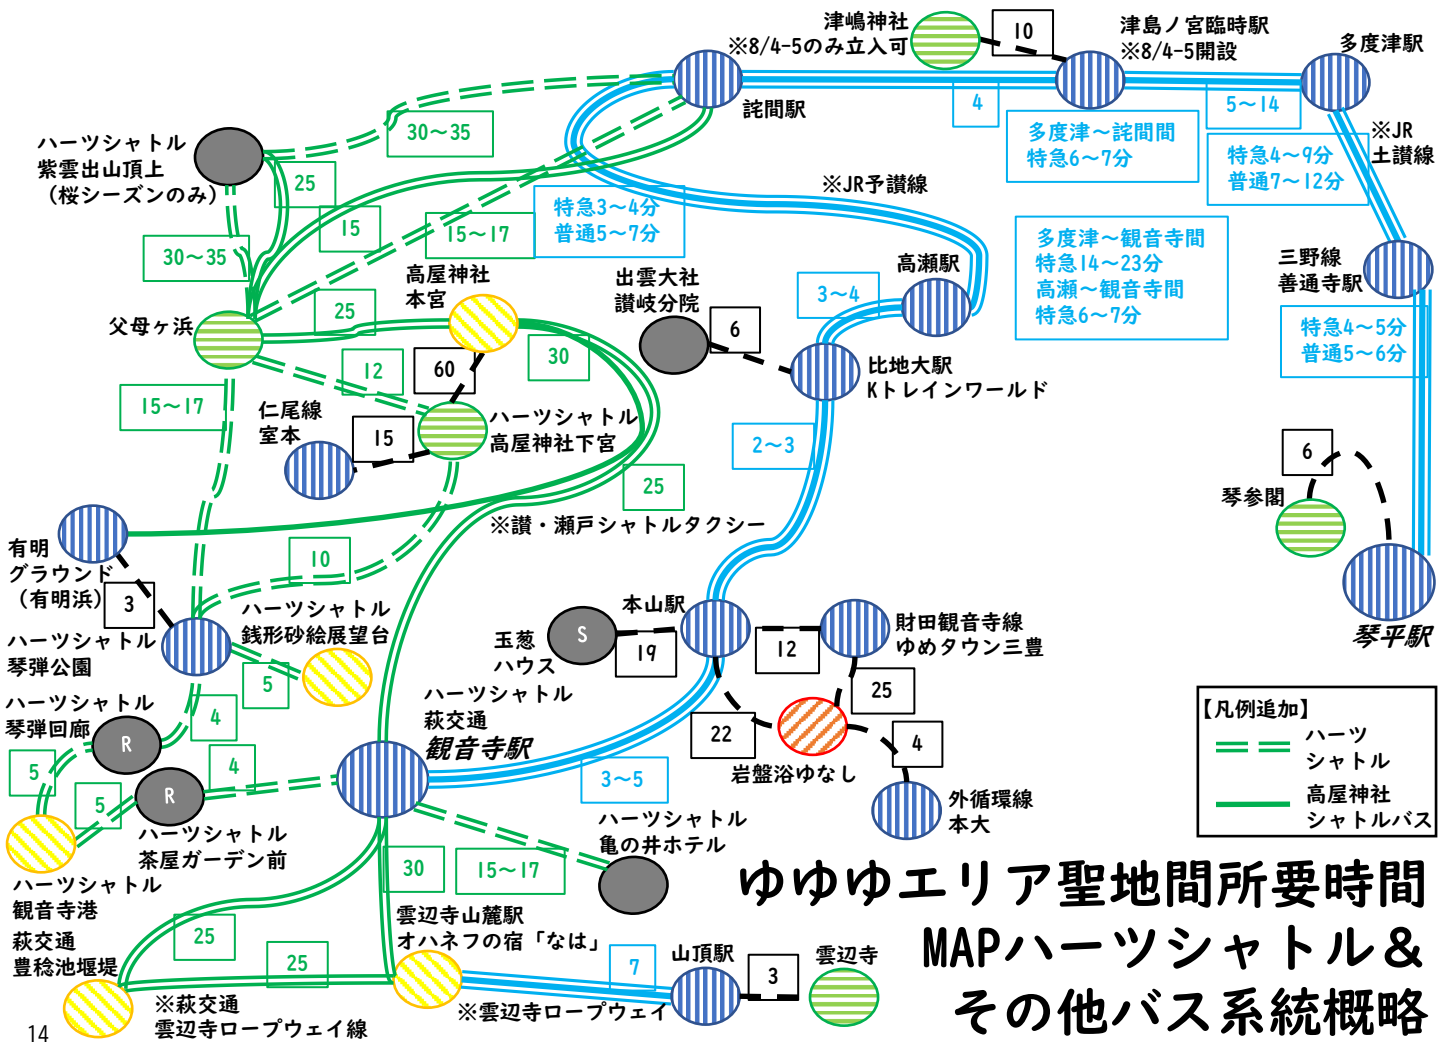 津嶋神社
※8/4-5のみ立入可
10
津島ノ宮臨時駅
※8/4-5開設
多度津駅
詫間駅
4
5～14
多度津～詫間間
特急6～7分
特急4～9分
普通7～12分
※JR
土讃線
30～35
ハーツシャトル
紫雲出山頂上
（桜シーズンのみ）
25
15
30～35
15～17
特急3～4分
普通5～7分
※JR予讃線
多度津～観音寺間
特急14～23分
高瀬～観音寺間
特急6～7分
三野線
善通寺駅
特急4～5分
普通5～6分
高屋神社
本宮
出雲大社
讃岐分院
高瀬駅
3～4
父母ヶ浜
25
6
30
12
60
比地大駅
Kトレインワールド
15～17
仁尾線
室本
15
ハーツシャトル
高屋神社下宮
2～3
6
琴参閣
25
※讃・瀬戸シャトルタクシー
有明
グラウンド
（有明浜）
10
3
ハーツシャトル
銭形砂絵展望台
ハーツシャトル
琴弾公園
5
玉葱
ハウス
S
19
本山駅
12
財田観音寺線
ゆめタウン三豊
琴平駅
25
22
4
岩盤浴ゆなし
外循環線
本大
ハーツシャトル
琴弾回廊
R
4
4
5
5
R
ハーツシャトル
萩交通
観音寺駅
3～5
ハーツシャトル
茶屋ガーデン前
ハーツシャトル
亀の井ホテル
ハーツシャトル
観音寺港
30
15～17
【凡例追加】
ハーツ
シャトル
高屋神社
シャトルバス
萩交通
豊稔池堰堤
25
25
雲辺寺山麓駅
オハネフの宿「なは」
7
山頂駅
3
雲辺寺
※萩交通
雲辺寺ロープウェイ線
※雲辺寺ロープウェイ
ゆゆゆエリア聖地間所要時間
MAPハーツシャトル＆
その他バス系統概略
14